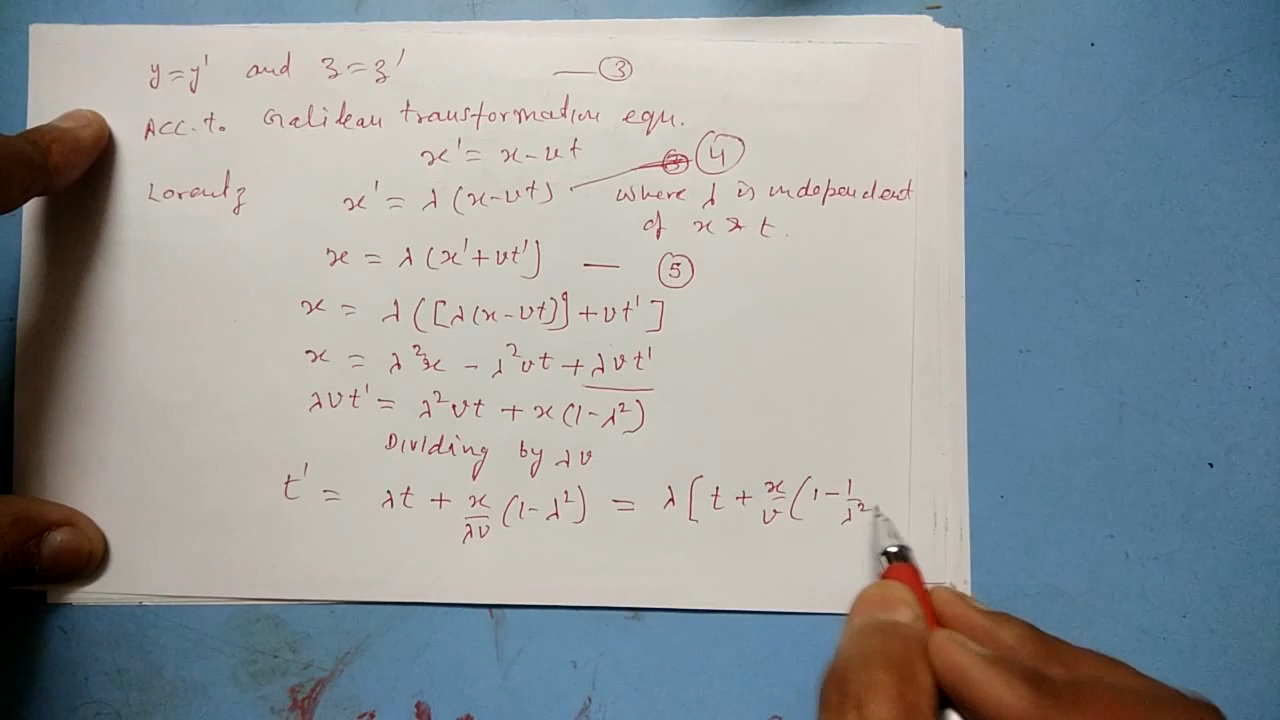 y = y' and z = z' — ③
Acc. to Galilean transformation equ.
x' = x - vt ④
Lorentz x' = λ (x - vt) where λ is independent
of x & t.
x = λ (x' + vt') — ⑤
x = λ ([λ(x - vt)] + vt' ]
x = λ²x - λ²vt + λvt'
λvt' = λ²vt + x(1-λ²)
Dividing by λv
t' = λt + x/λv (1-λ²) = λ [ t + x/v ( 1 - 1/λ²